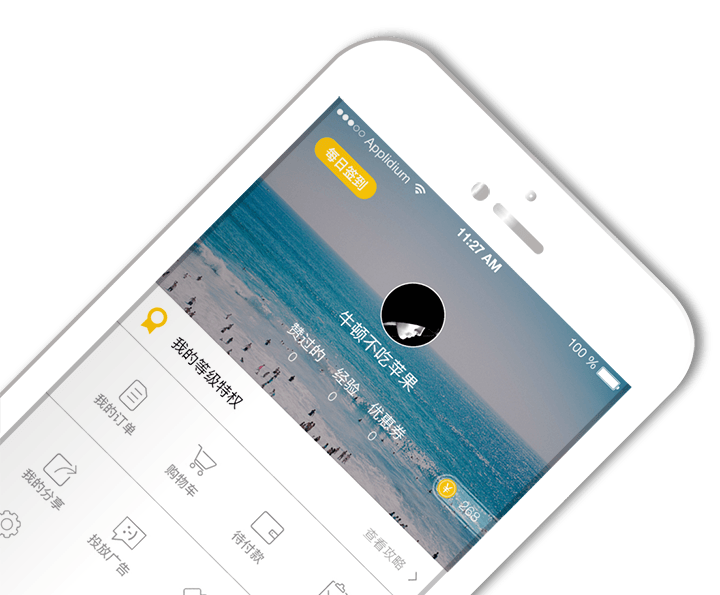 Applidium
11:27 AM
100 %
每日签到
牛顿不吃苹果
赞过的
0
经验
0
优惠券
0
268
我的等级特权
查看攻略
我的订单
购物车
待付款
我的分享
投放广告